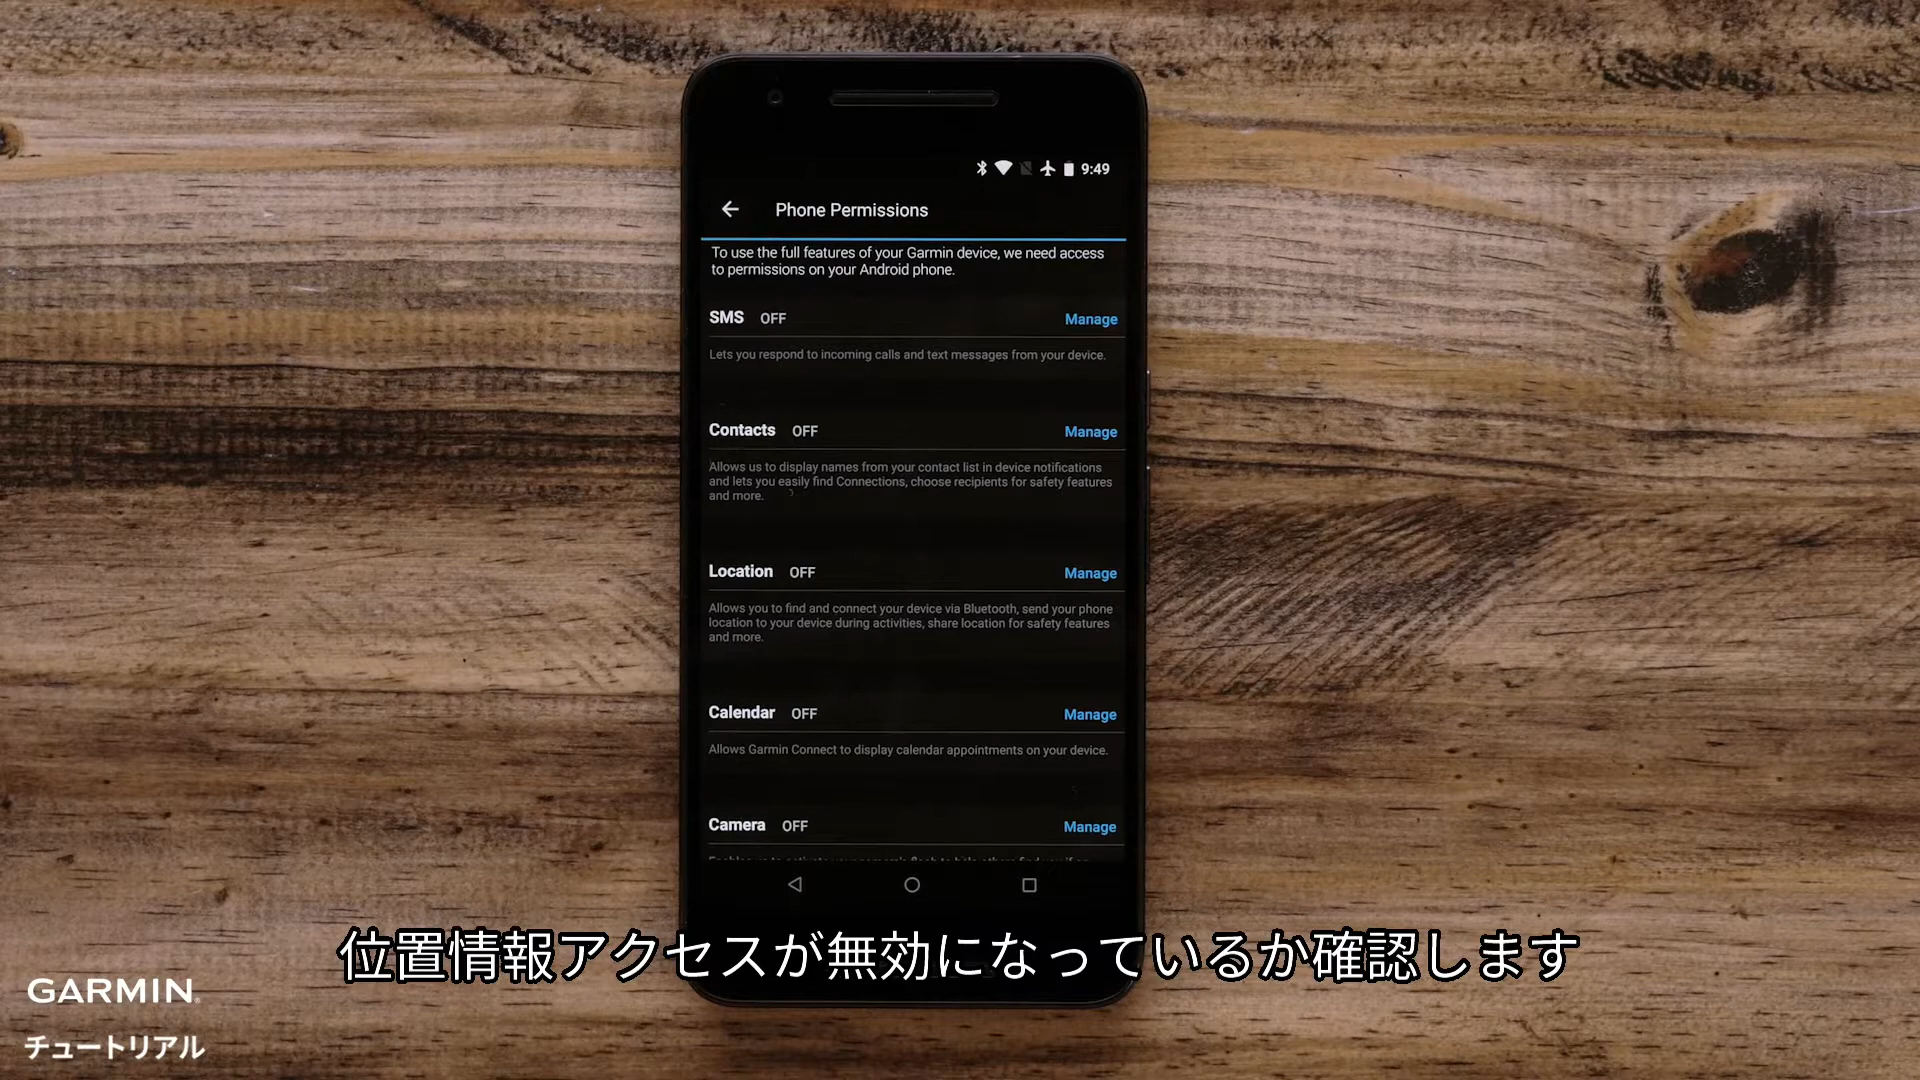 9:49
Phone Permissions
To use the full features of your Garmin device, we need access
to permissions on your Android phone.
SMS OFF Manage
Lets you respond to incoming calls and text messages from your device.
Contacts OFF Manage
Allows us to display names from your contact list in device notifications
and lets you easily find Connections, choose recipients for safety features
and more.
Location OFF Manage
Allows you to find and connect your device via Bluetooth, send your phone
location to your device during activities, share location for safety features
and more.
Calendar OFF Manage
Allows Garmin Connect to display calendar appointments on your device.
Camera OFF Manage
位置情報アクセスが無効になっているか確認します
GARMIN
チュートリアル